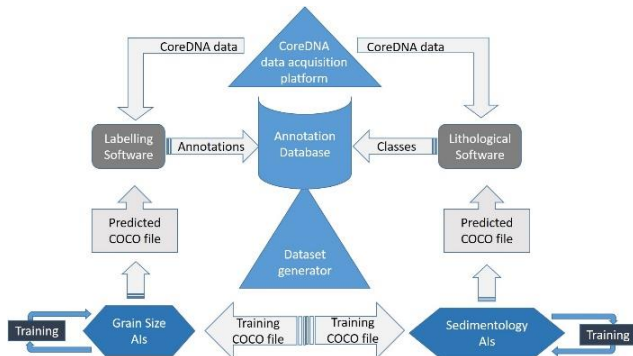 CoreDNA data
CoreDNA
data acquisition
platform
CoreDNA data
Labelling
Software
Annotations
Annotation
Database
Classes
Lithological
Software
Predicted
COCO file
Dataset
generator
Predicted
COCO file
Training
Grain Size
AIs
Training
COCO file
Training
COCO file
Sedimentology
AIs
Training